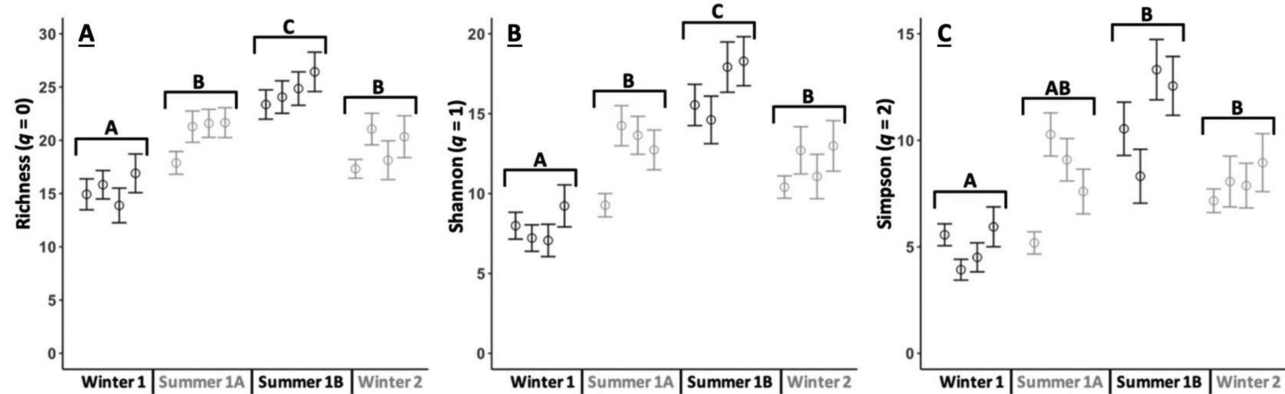 A
Richness (q = 0)
30
25
20
15
10
5
0
A
B
C
B
Winter 1
Summer 1A
Summer 1B
Winter 2
B
Shannon (q = 1)
20
15
10
5
0
A
B
C
B
Winter 1
Summer 1A
Summer 1B
Winter 2
C
Simpson (q = 2)
15
10
5
0
A
AB
B
B
Winter 1
Summer 1A
Summer 1B
Winter 2